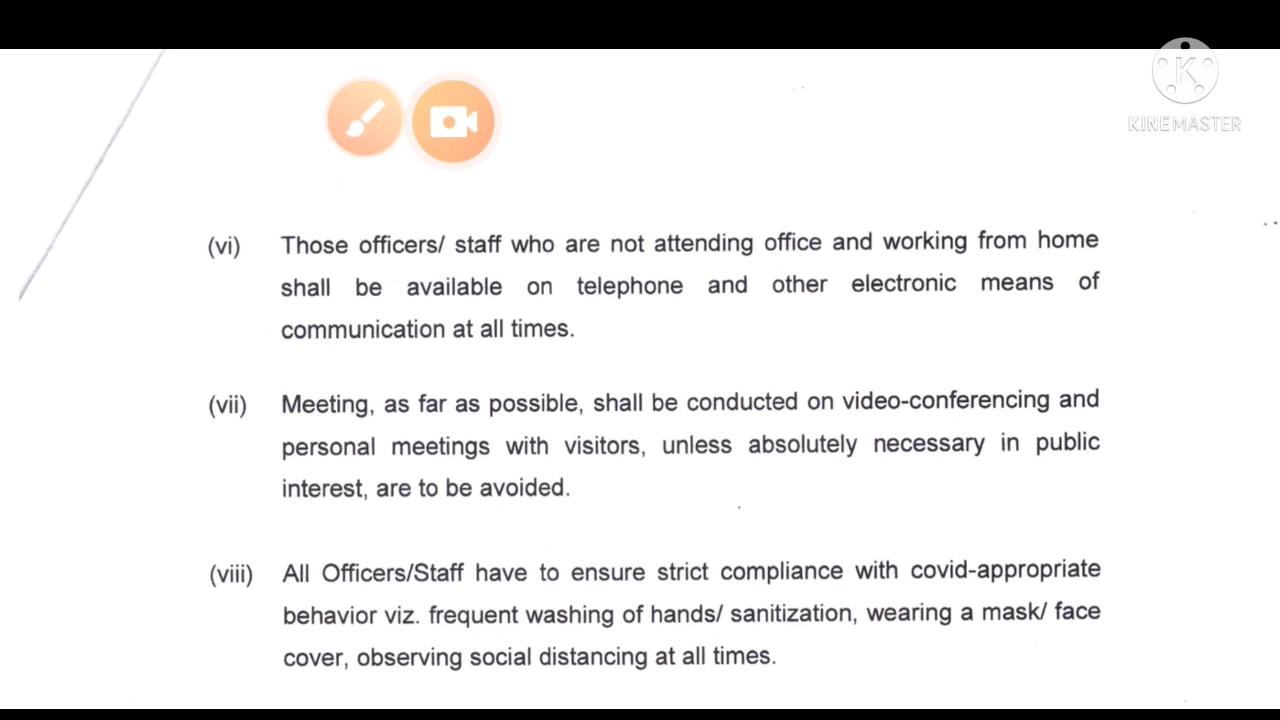 KINEMASTER
(vi) Those officers/ staff who are not attending office and working from home
shall be available on telephone and other electronic means of
communication at all times.
(vii) Meeting, as far as possible, shall be conducted on video-conferencing and
personal meetings with visitors, unless absolutely necessary in public
interest, are to be avoided.
(viii) All Officers/Staff have to ensure strict compliance with covid-appropriate
behavior viz. frequent washing of hands/ sanitization, wearing a mask/ face
cover, observing social distancing at all times.